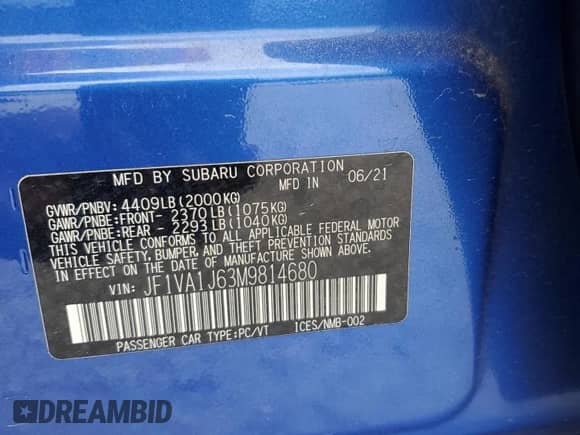 MFD BY SUBARU CORPORATION
MFD IN 06/21
GVWR/PNBV: 4409LB(2000KG)
GAWR/PNBE:FRONT- 2370LB(1075KG)
GAWR/PNBE:REAR - 2293LB(1040KG)
THIS VEHICLE CONFORMS TO ALL APPLICABLE FEDERAL MOTOR
VEHICLE SAFETY, BUMPER, AND THEFT PREVENTION STANDARDS
IN EFFECT ON THE DATE OF MANUFACTURE SHOWN ABOVE.
VIN: JF1VA1J63M9814680
PASSENGER CAR TYPE:PC/VT ICES/NMB-002
DREAMBID